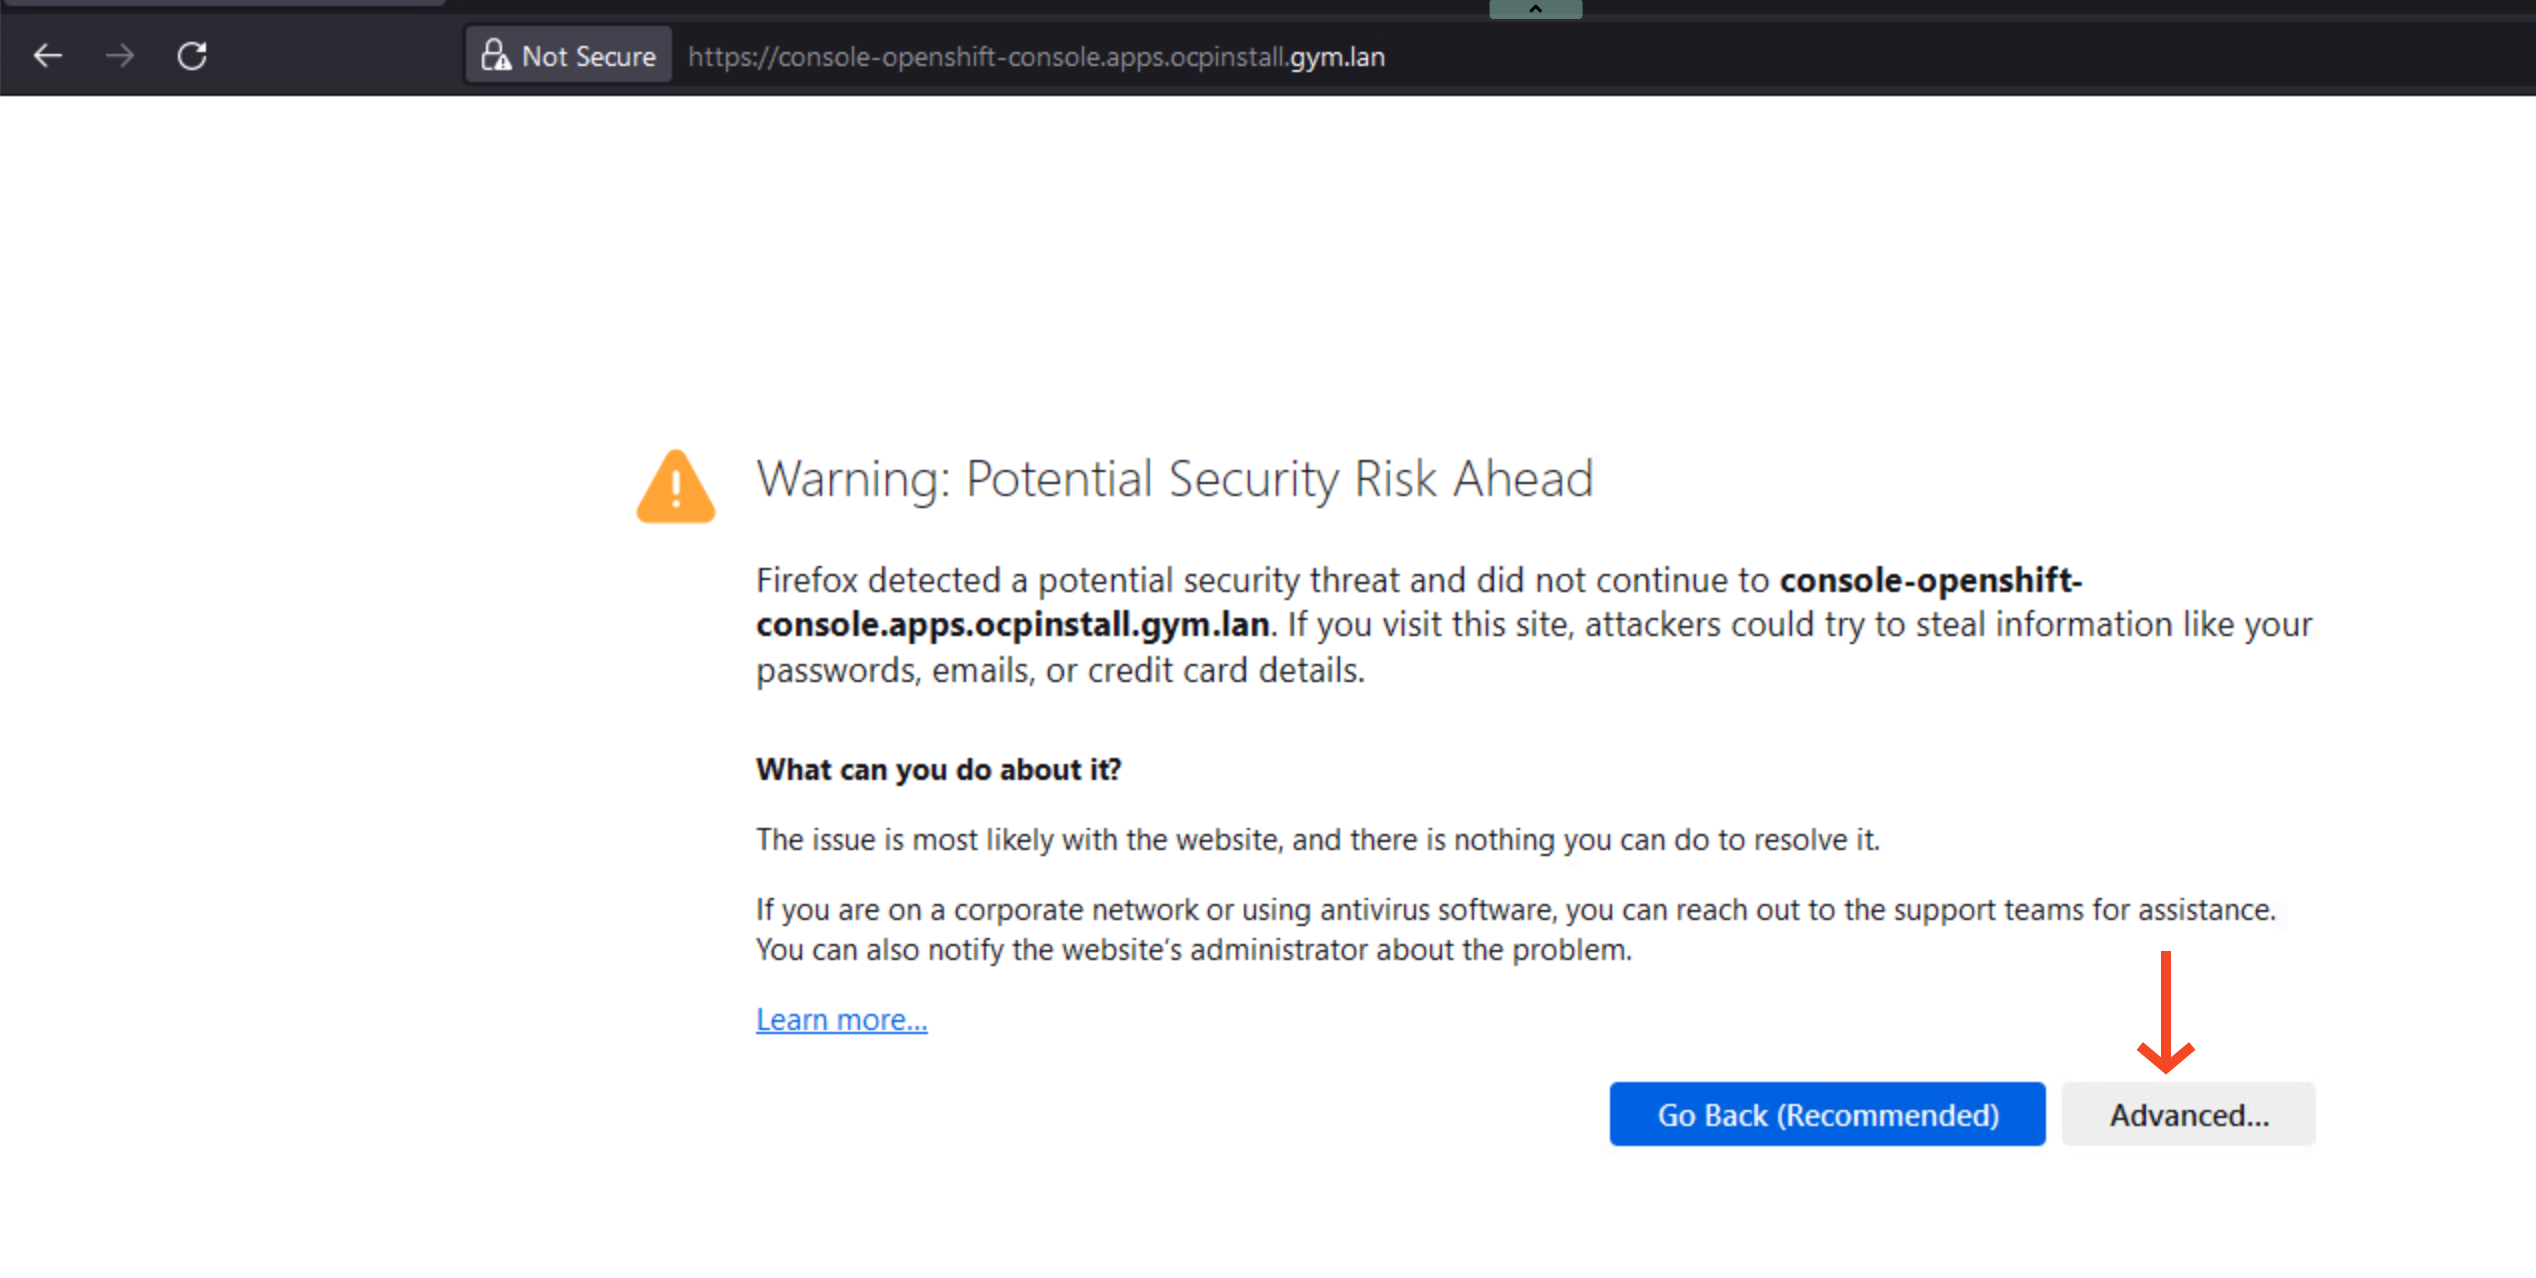 Not Secure https://console-openshift-console.apps.ocpinstall.gym.lan
Warning: Potential Security Risk Ahead
Firefox detected a potential security threat and did not continue to console-openshift-
console.apps.ocpinstall.gym.lan. If you visit this site, attackers could try to steal information like your
passwords, emails, or credit card details.
What can you do about it?
The issue is most likely with the website, and there is nothing you can do to resolve it.
If you are on a corporate network or using antivirus software, you can reach out to the support teams for assistance.
You can also notify the website’s administrator about the problem.
Learn more...
Go Back (Recommended) Advanced...